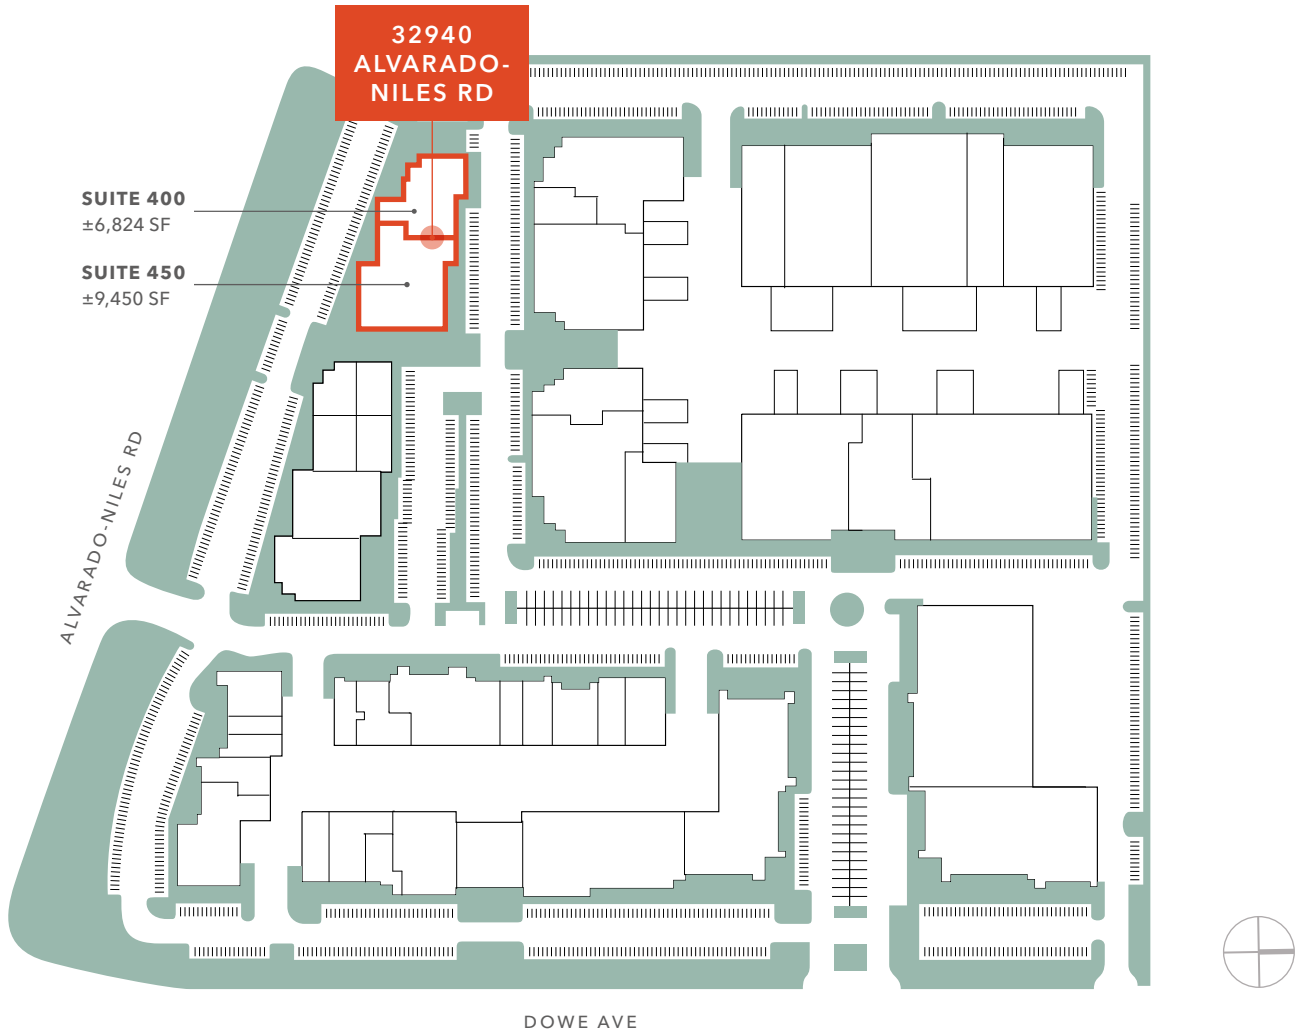 32940
ALVARADO-
NILES RD
SUITE 400
±6,824 SF
SUITE 450
±9,450 SF
ALVARADO-NILES RD
DOWE AVE